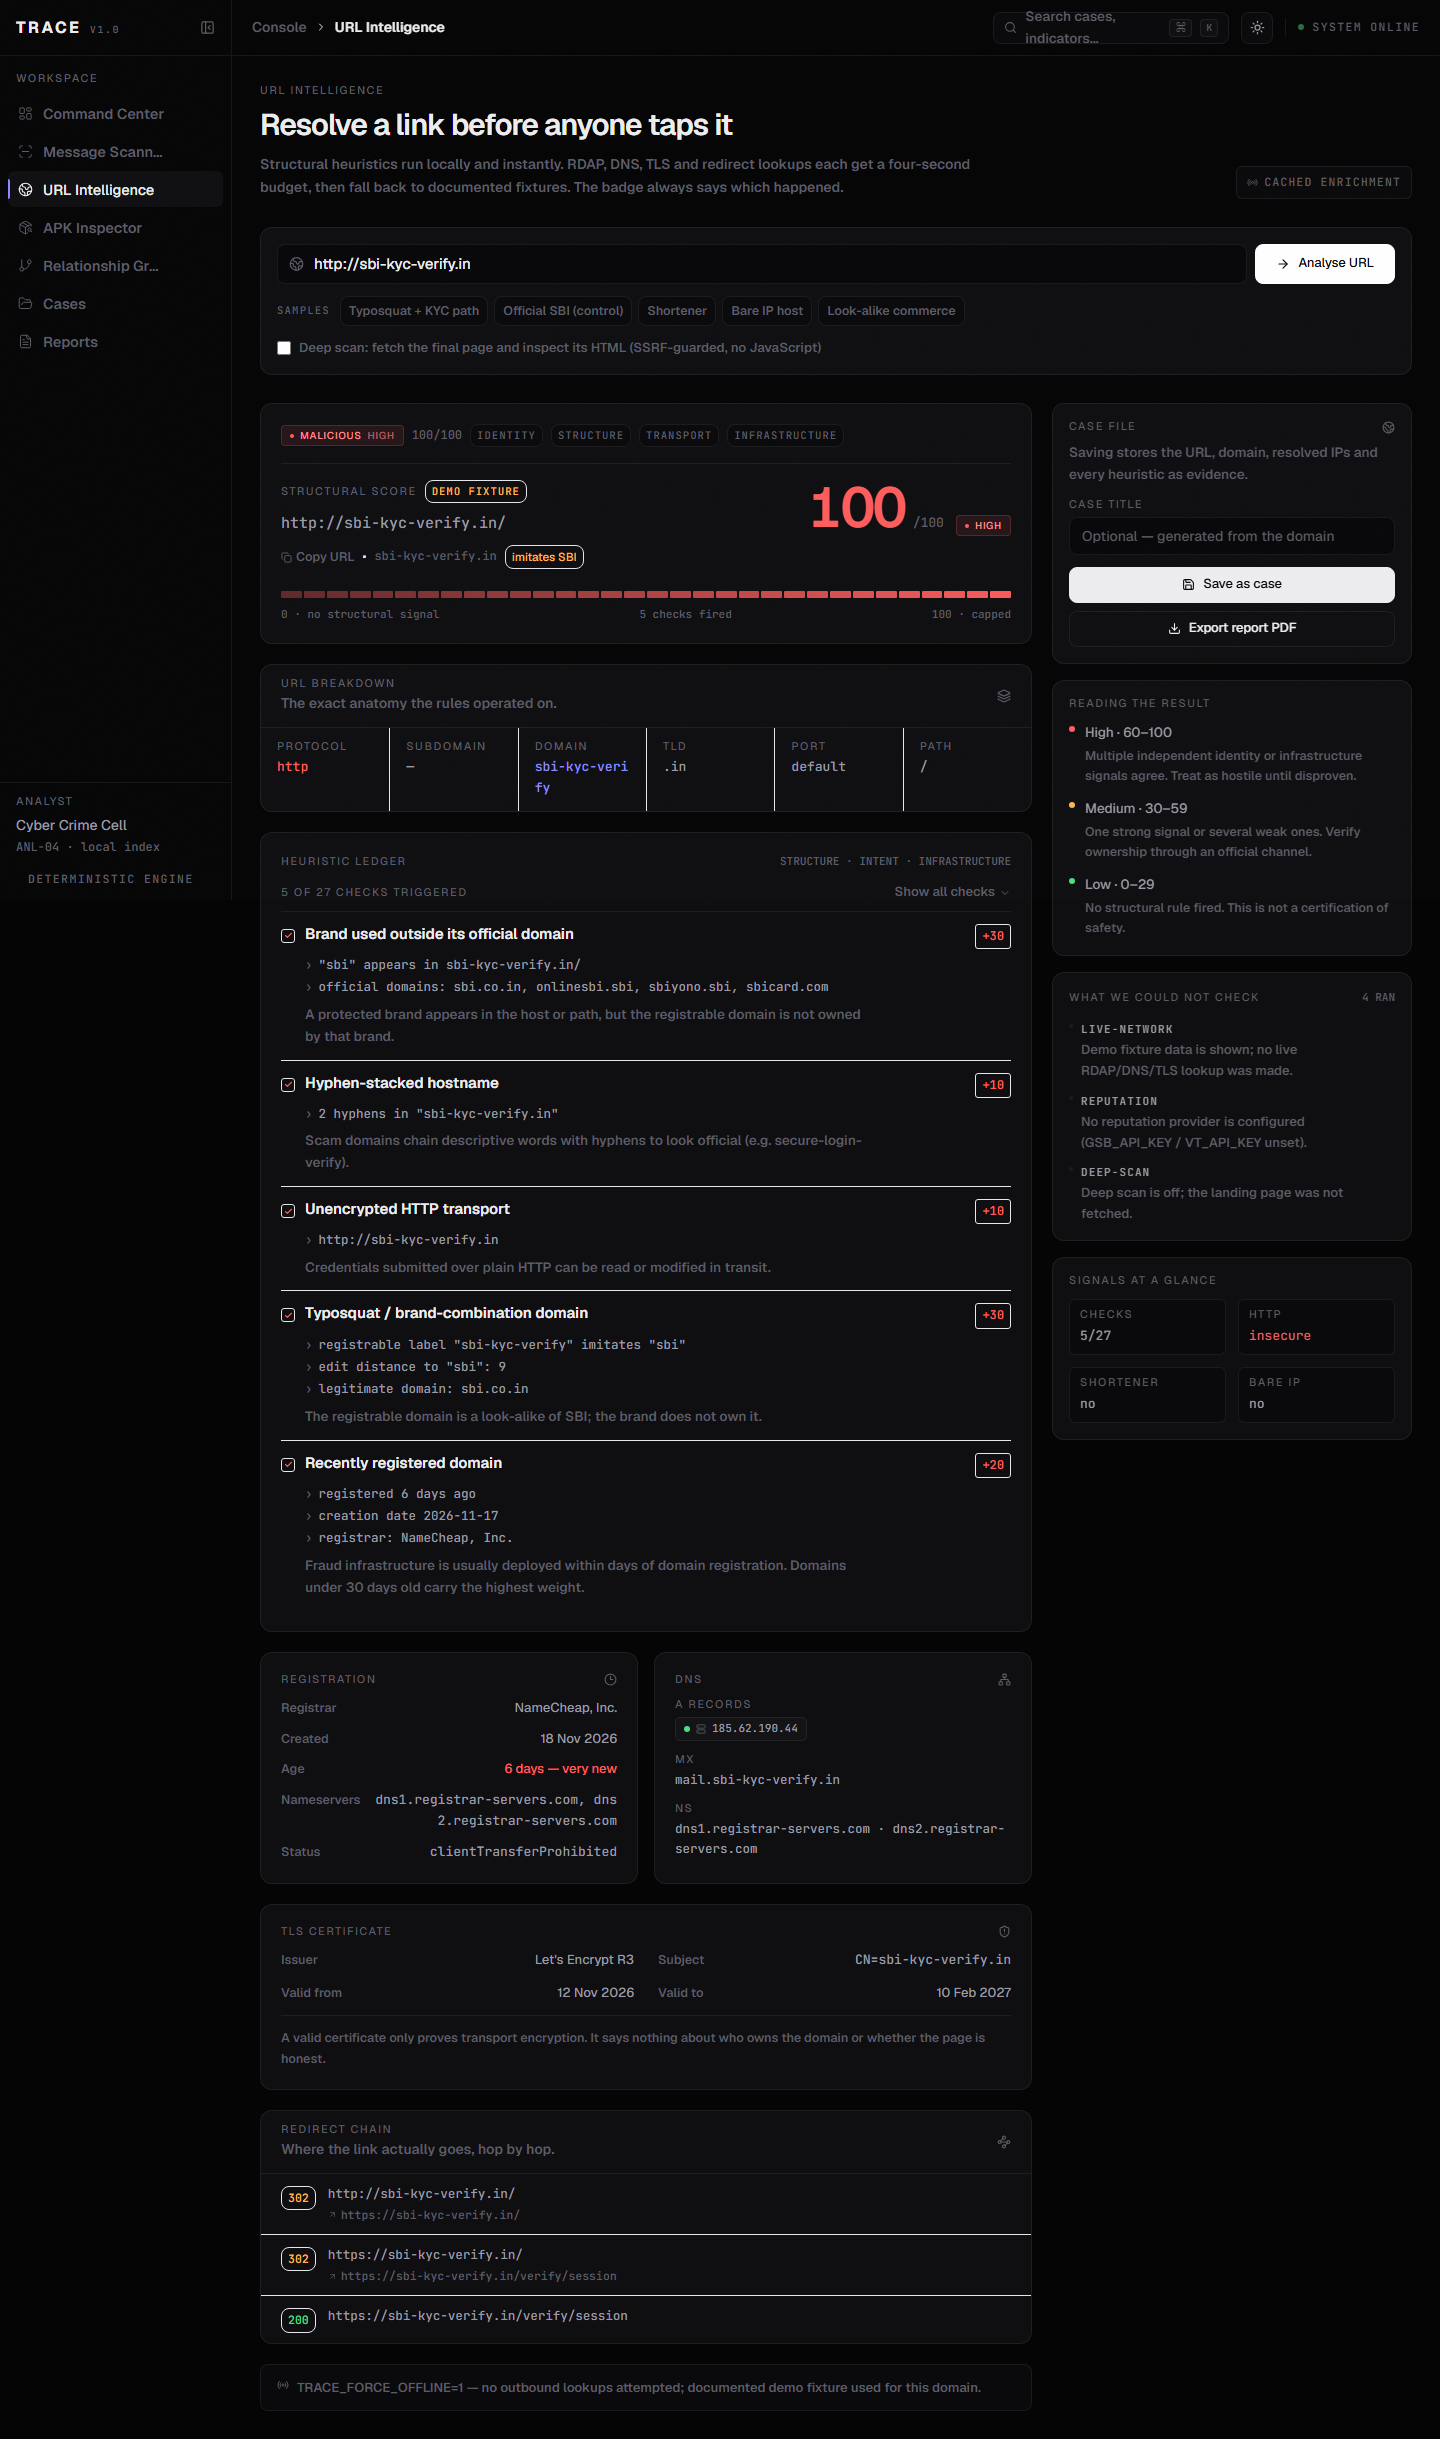 TRACE V1.0
WORKSPACE
Command Center
Message Scann...
URL Intelligence
APK Inspector
Relationship Gr...
Cases
Reports
ANALYST
Cyber Crime Cell
ANL-04 · local index
DETERMINISTIC ENGINE
Console > URL Intelligence
Search cases, indicators... ⌘ K
SYSTEM ONLINE
URL INTELLIGENCE
Resolve a link before anyone taps it
Structural heuristics run locally and instantly. RDAP, DNS, TLS and redirect lookups each get a four-second
budget, then fall back to documented fixtures. The badge always says which happened.
CACHED ENRICHMENT
http://sbi-kyc-verify.in
Analyse URL
SAMPLES Typosquat + KYC path Official SBI (control) Shortener Bare IP host Look-alike commerce
Deep scan: fetch the final page and inspect its HTML (SSRF-guarded, no JavaScript)
MALICIOUS HIGH 100/100 IDENTITY STRUCTURE TRANSPORT INFRASTRUCTURE
STRUCTURAL SCORE DEMO FIXTURE
http://sbi-kyc-verify.in/
100 /100 HIGH
Copy URL • sbi-kyc-verify.in imitates SBI
0 · no structural signal 5 checks fired 100 · capped
URL BREAKDOWN
The exact anatomy the rules operated on.
PROTOCOL
http
SUBDOMAIN
—
DOMAIN
sbi-kyc-veri
fy
TLD
.in
PORT
default
PATH
/
HEURISTIC LEDGER STRUCTURE · INTENT · INFRASTRUCTURE
5 OF 27 CHECKS TRIGGERED Show all checks
Brand used outside its official domain +30
› "sbi" appears in sbi-kyc-verify.in/
› official domains: sbi.co.in, onlinesbi.sbi, sbiyono.sbi, sbicard.com
A protected brand appears in the host or path, but the registrable domain is not owned
by that brand.
Hyphen-stacked hostname +10
› 2 hyphens in "sbi-kyc-verify.in"
Scam domains chain descriptive words with hyphens to look official (e.g. secure-login-
verify).
Unencrypted HTTP transport +10
› http://sbi-kyc-verify.in
Credentials submitted over plain HTTP can be read or modified in transit.
Typosquat / brand-combination domain +30
› registrable label "sbi-kyc-verify" imitates "sbi"
› edit distance to "sbi": 9
› legitimate domain: sbi.co.in
The registrable domain is a look-alike of SBI; the brand does not own it.
Recently registered domain +20
› registered 6 days ago
› creation date 2026-11-17
› registrar: NameCheap, Inc.
Fraud infrastructure is usually deployed within days of domain registration. Domains
under 30 days old carry the highest weight.
REGISTRATION
Registrar NameCheap, Inc.
Created 18 Nov 2026
Age 6 days — very new
Nameservers dns1.registrar-servers.com, dns
2.registrar-servers.com
Status clientTransferProhibited
DNS
A RECORDS
185.62.190.44
MX
mail.sbi-kyc-verify.in
NS
dns1.registrar-servers.com · dns2.registrar-
servers.com
TLS CERTIFICATE
Issuer Let's Encrypt R3 Subject CN=sbi-kyc-verify.in
Valid from 12 Nov 2026 Valid to 10 Feb 2027
A valid certificate only proves transport encryption. It says nothing about who owns the domain or whether the page is
honest.
REDIRECT CHAIN
Where the link actually goes, hop by hop.
302 http://sbi-kyc-verify.in/
https://sbi-kyc-verify.in/
302 https://sbi-kyc-verify.in/
https://sbi-kyc-verify.in/verify/session
200 https://sbi-kyc-verify.in/verify/session
TRACE_FORCE_OFFLINE=1 — no outbound lookups attempted; documented demo fixture used for this domain.
CASE FILE
Saving stores the URL, domain, resolved IPs and
every heuristic as evidence.
CASE TITLE
Optional — generated from the domain
Save as case
Export report PDF
READING THE RESULT
High · 60–100
Multiple independent identity or infrastructure
signals agree. Treat as hostile until disproven.
Medium · 30–59
One strong signal or several weak ones. Verify
ownership through an official channel.
Low · 0–29
No structural rule fired. This is not a certification of
safety.
WHAT WE COULD NOT CHECK 4 RAN
LIVE-NETWORK
Demo fixture data is shown; no live
RDAP/DNS/TLS lookup was made.
REPUTATION
No reputation provider is configured
(GSB_API_KEY / VT_API_KEY unset).
DEEP-SCAN
Deep scan is off; the landing page was not
fetched.
SIGNALS AT A GLANCE
CHECKS
5/27
HTTP
insecure
SHORTENER
no
BARE IP
no